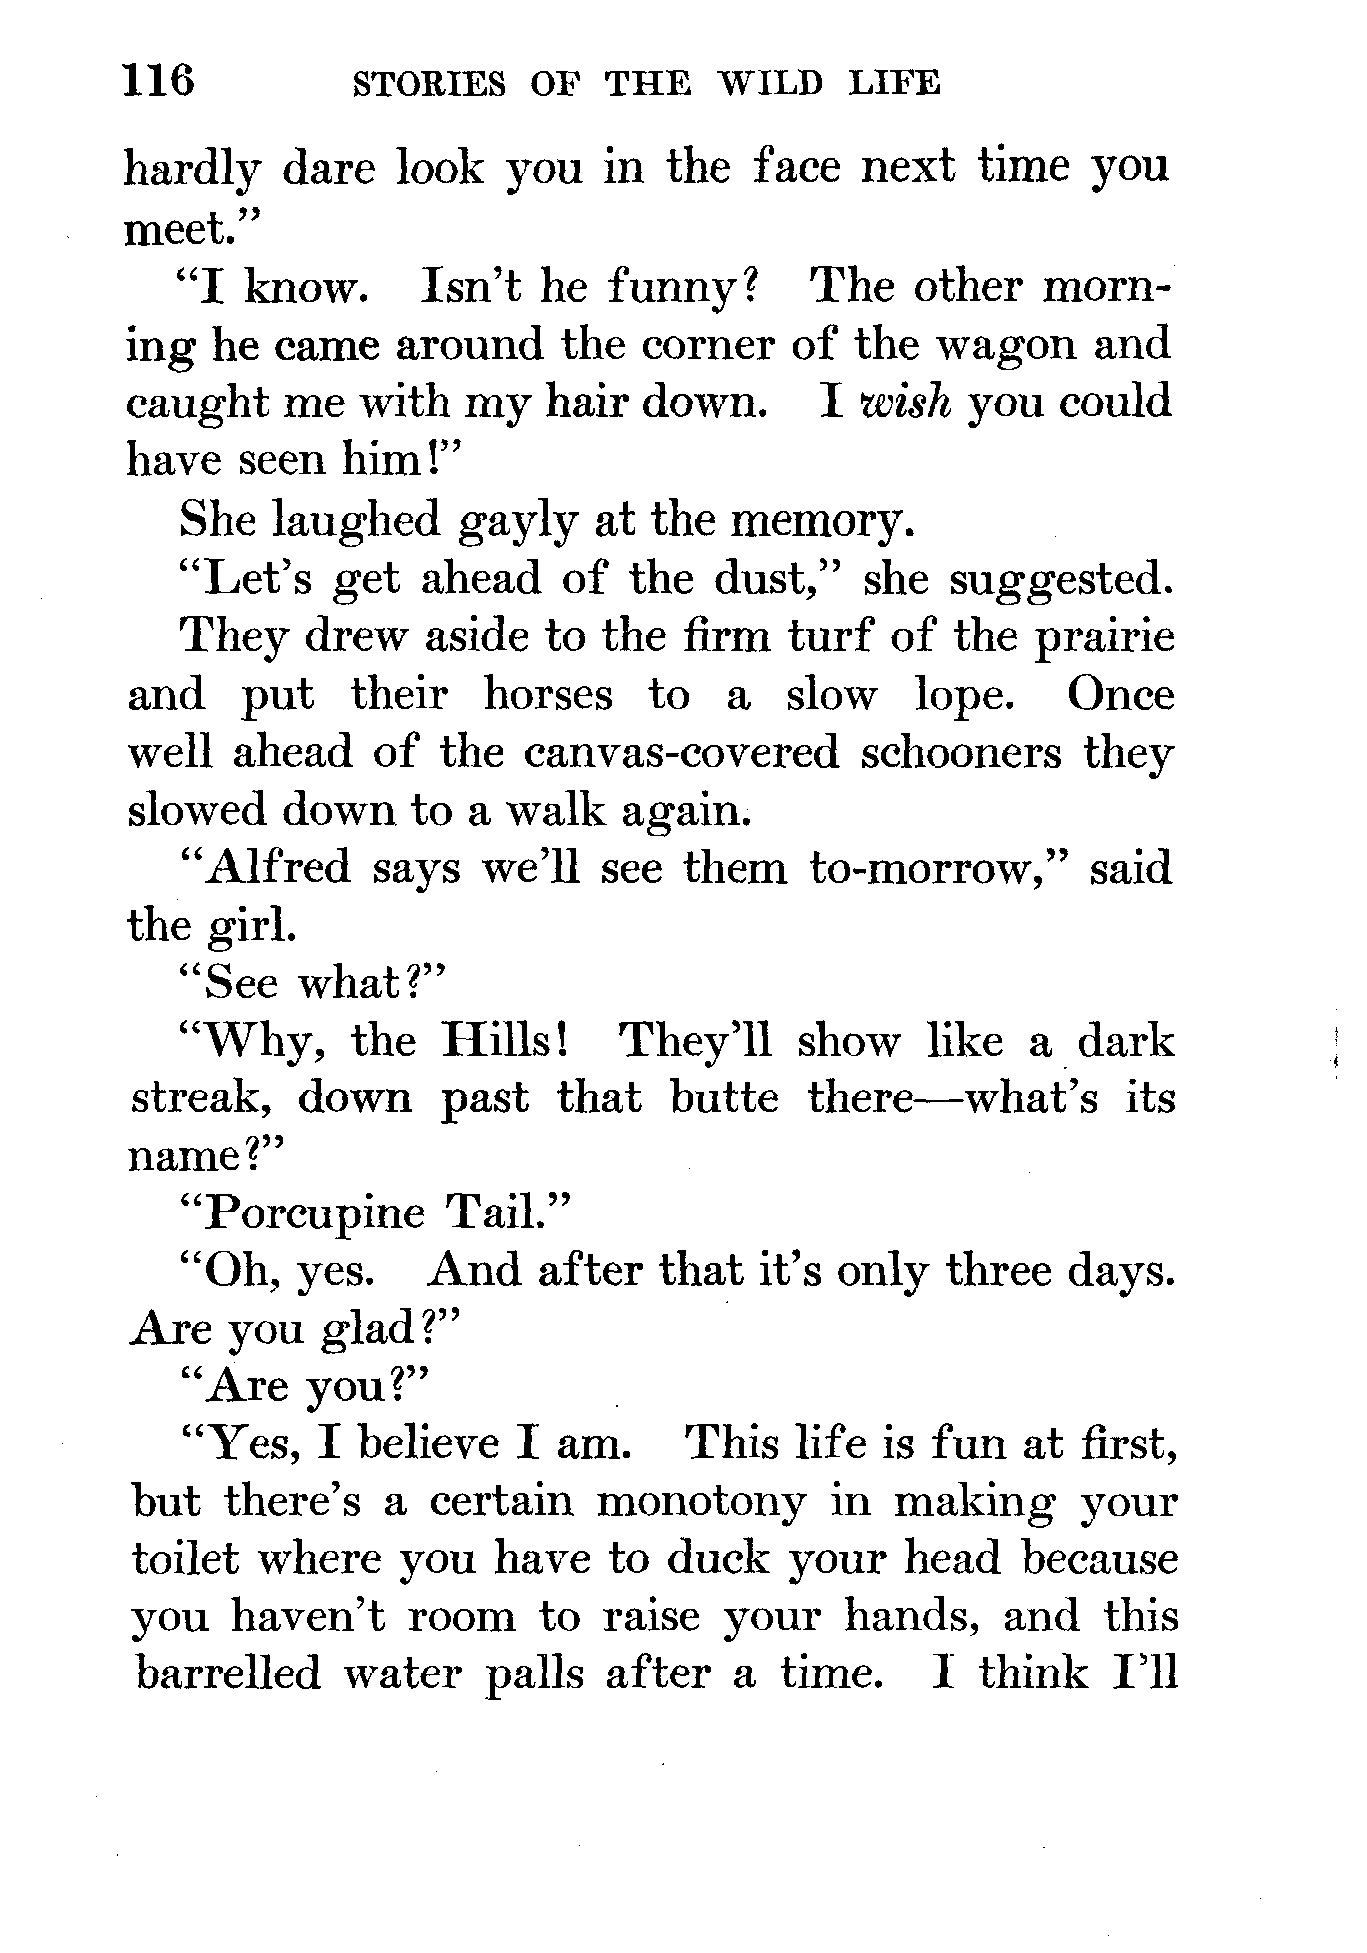 116 STORIES OF THE WILD LIFE
hardly dare look you in the face next time you
meet.”
“I know. Isn’t he funny? The other morn-
ing he came around the corner of the wagon and
caught me with my hair down. I wish you could
have seen him!”
She laughed gayly at the memory.
“Let’s get ahead of the dust,” she suggested.
They drew aside to the firm turf of the prairie
and put their horses to a slow lope. Once
well ahead of the canvas-covered schooners they
slowed down to a walk again.
“Alfred says we’ll see them to-morrow,” said
the girl.
“See what?”
“Why, the Hills! They’ll show like a dark
streak, down past that butte there—what’s its
name?”
“Porcupine Tail.”
“Oh, yes. And after that it’s only three days.
Are you glad?”
“Are you?”
“Yes, I believe I am. This life is fun at first,
but there’s a certain monotony in making your
toilet where you have to duck your head because
you haven’t room to raise your hands, and this
barrelled water palls after a time. I think I’ll